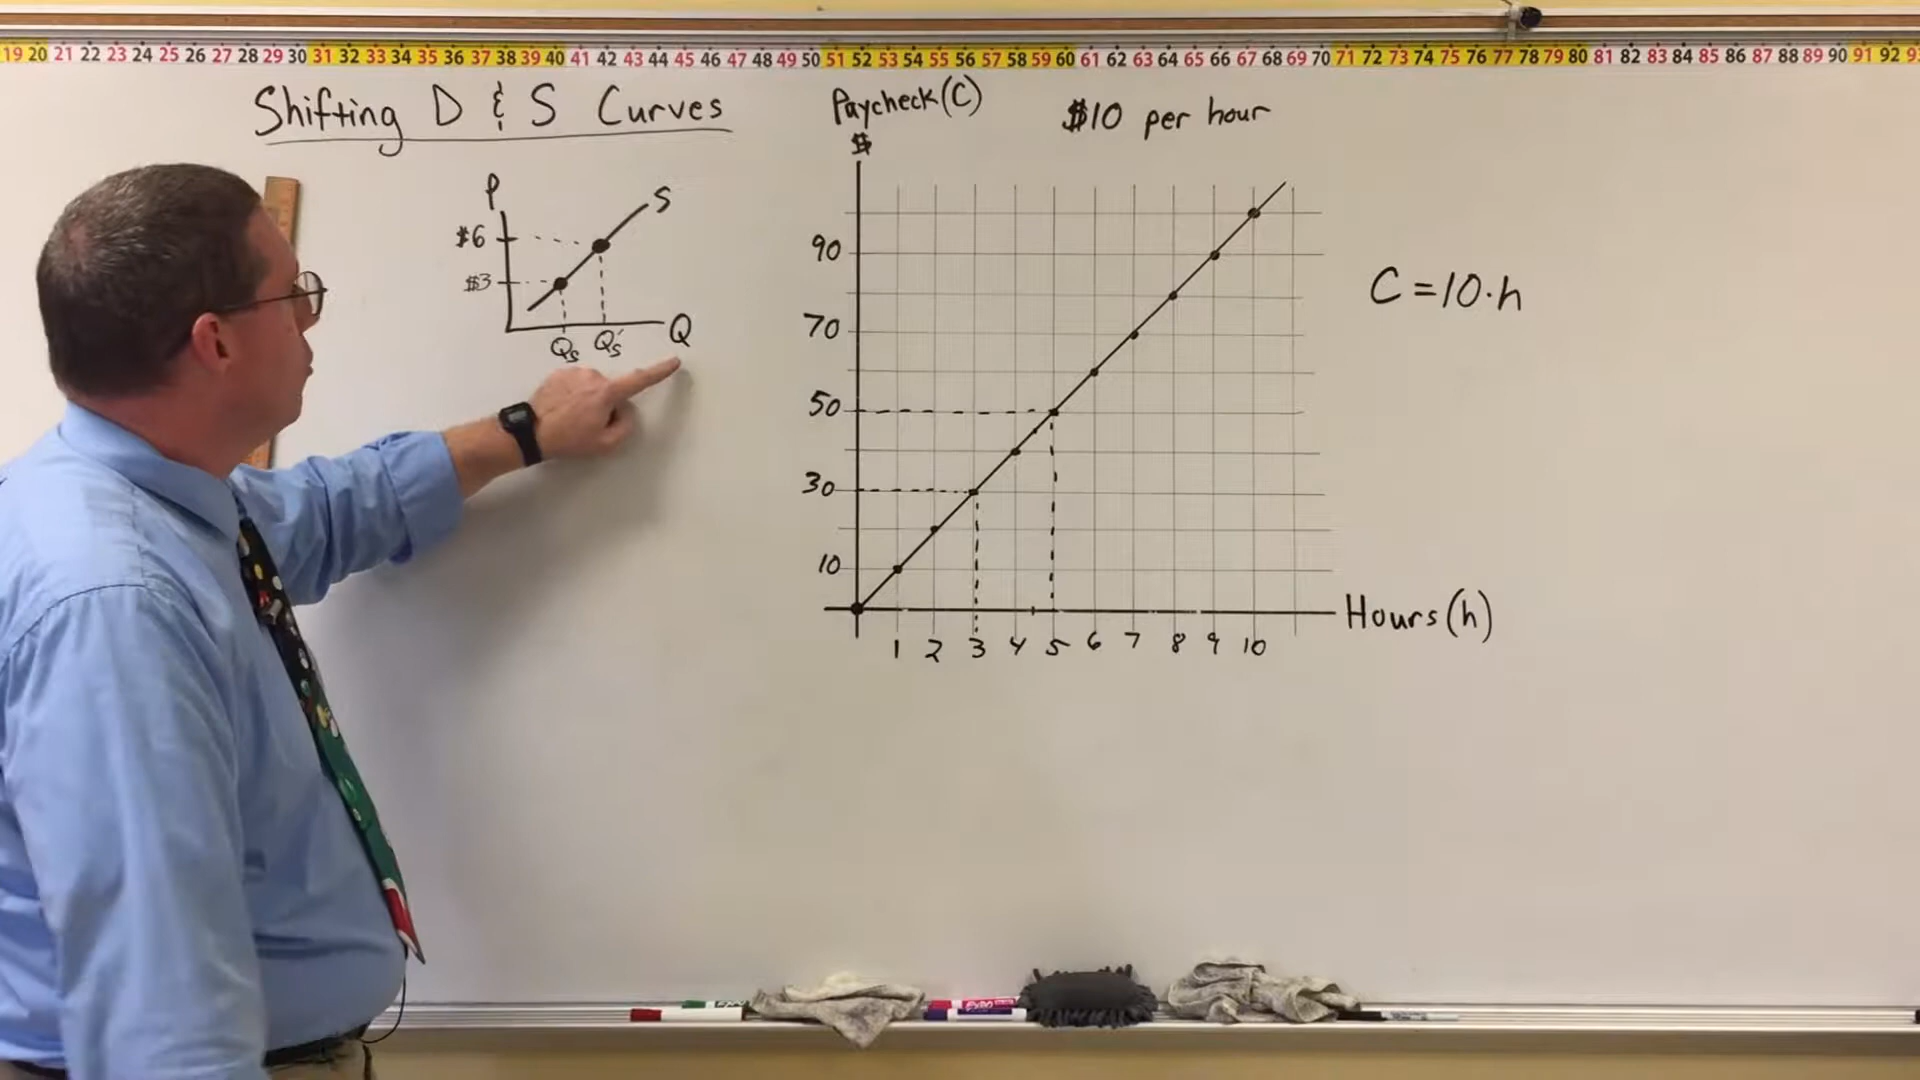 19 20 21 22 23 24 25 26 27 28 29 30 31 32 33 34 35 36 37 38 39 40 41 42 43 44 45 46 47 48 49 50 51 52 53 54 55 56 57 58 59 60 61 62 63 64 65 66 67 68 69 70 71 72 73 74 75 76 77 78 79 80 81 82 83 84 85 86 87 88 89 90 91 92
Shifting D & S Curves
P
S
$6
$3
Qs Qs' Q
Paycheck (C)
$
$10 per hour
90
70
50
30
10
C = 10·h
Hours (h)
1 2 3 4 5 6 7 8 9 10
EXPO